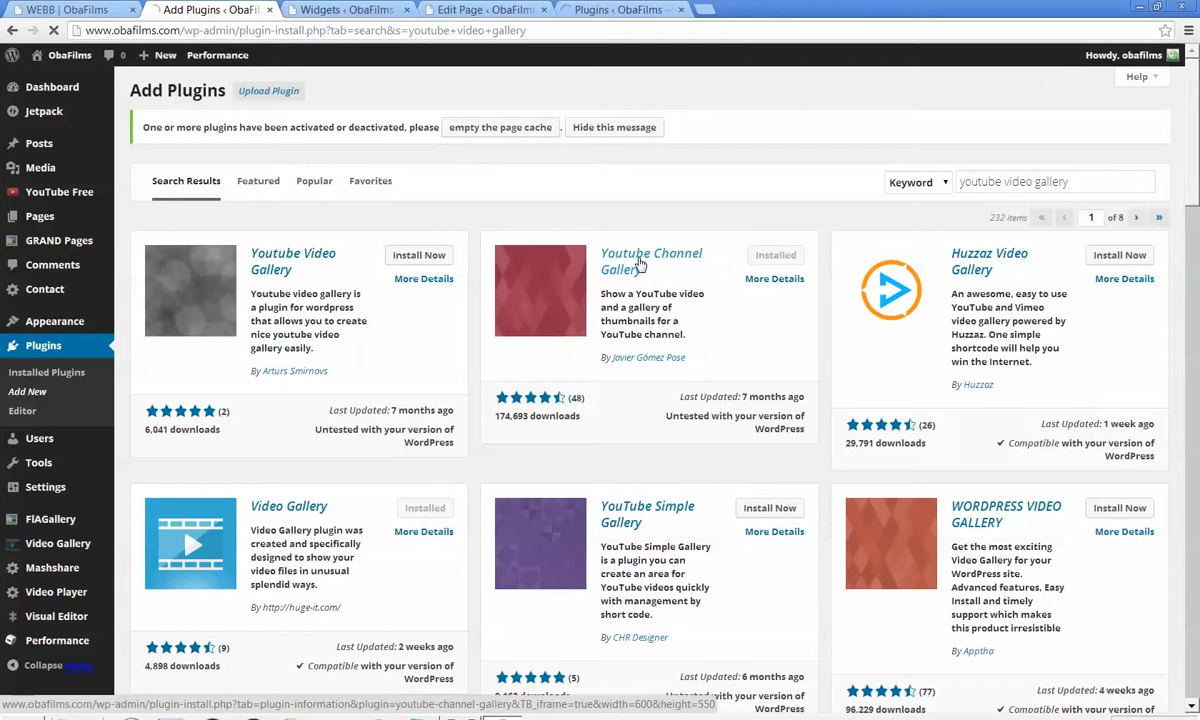 WEBB | ObaFilms
Add Plugins ‹ ObaFilms
Widgets ‹ ObaFilms
Edit Page ‹ ObaFilms
Plugins ‹ ObaFilms —
www.obafilms.com/wp-admin/plugin-install.php?tab=search&s=youtube+video+gallery
ObaFilms 0 + New Performance Howdy, obafilms
Help
Add Plugins Upload Plugin
One or more plugins have been activated or deactivated, please empty the page cache . Hide this message
Search Results Featured Popular Favorites Keyword youtube video gallery
232 items « ‹ 1 of 8 › »
Dashboard
Jetpack
Posts
Media
YouTube Free
Pages
GRAND Pages
Comments
Contact
Appearance
Plugins
Installed Plugins
Add New
Editor
Users
Tools
Settings
FlAGallery
Video Gallery
Mashshare
Video Player
Visual Editor
Performance
Collapse
Youtube Video
Gallery
Install Now
More Details
Youtube video gallery is
a plugin for wordpress
that allows you to create
nice youtube video
gallery easily.
By Arturs Smirnovs
(2)
6,041 downloads
Last Updated: 7 months ago
Untested with your version of
WordPress
Youtube Channel
Gallery
Installed
More Details
Show a YouTube video
and a gallery of
thumbnails for a
YouTube channel.
By Javier Gómez Pose
(48)
174,693 downloads
Last Updated: 7 months ago
Untested with your version of
WordPress
Huzzaz Video
Gallery
Install Now
More Details
An awesome, easy to use
YouTube and Vimeo
video gallery powered by
Huzzaz. One simple
shortcode will help you
win the Internet.
By Huzzaz
(26)
29,791 downloads
Last Updated: 1 week ago
✔ Compatible with your version of
WordPress
Video Gallery
Installed
More Details
Video Gallery plugin was
created and specifically
designed to show your
video files in unusual
splendid ways.
By http://huge-it.com/
(9)
4,898 downloads
Last Updated: 2 weeks ago
✔ Compatible with your version of
WordPress
YouTube Simple
Gallery
Install Now
More Details
YouTube Simple Gallery
is a plugin you can
create an area for
YouTube videos quickly
with management by
short code.
By CHR Designer
(5)
Last Updated: 6 months ago
Untested with your version of
WORDPRESS VIDEO
GALLERY
Install Now
More Details
Get the most exciting
Video Gallery for your
WordPress site.
Advanced Features, Easy
Install and timely
support which makes
this product irresistible
By Apptha
(77)
96,229 downloads
Last Updated: 4 weeks ago
✔ Compatible with your version of
www.obafilms.com/wp-admin/plugin-install.php?tab=plugin-information&plugin=youtube-channel-gallery&TB_iframe=true&width=600&height=550